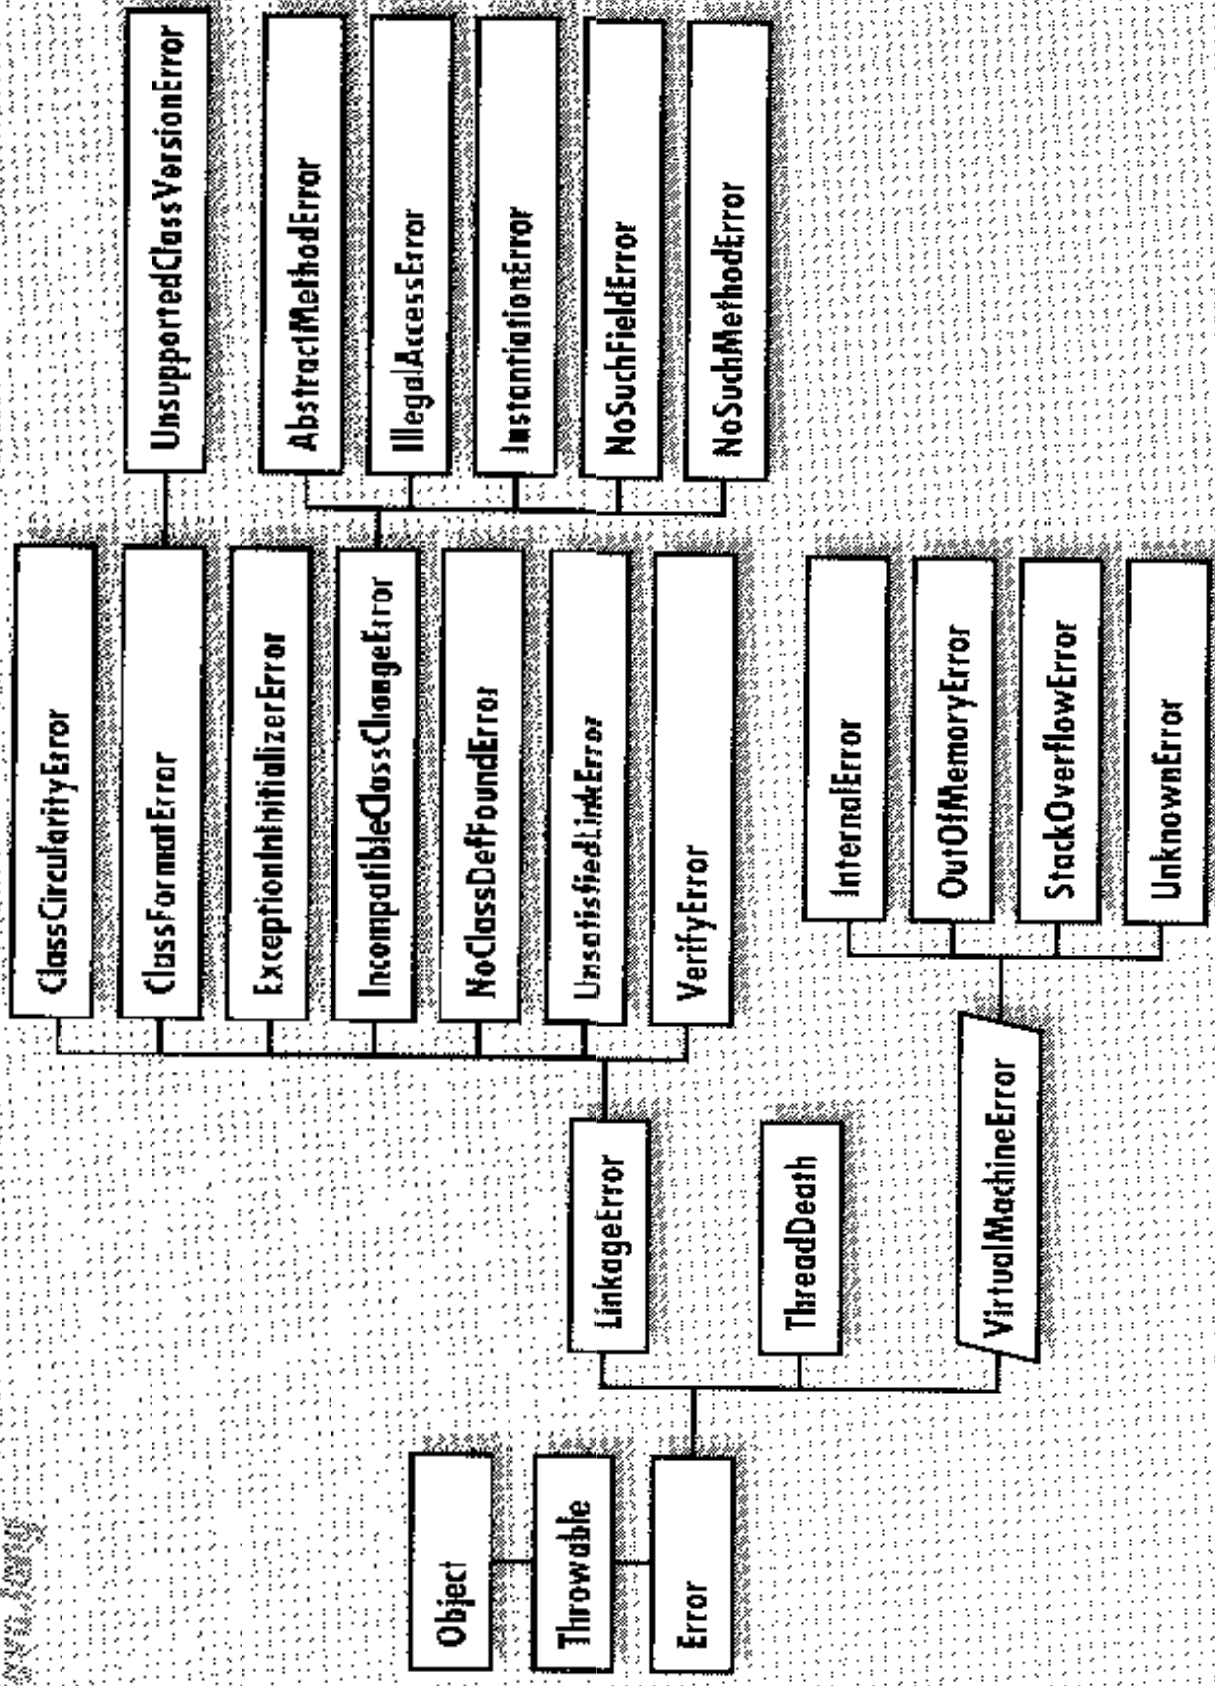 Object
Throwable
Error
LinkageError
ThreadDeath
VirtualMachineError
ClassCircularityError
ClassFormatError
ExceptionInInitializerError
IncompatibleClassChangeError
NoClassDefFoundError
UnsatisfiedLinkError
VerifyError
InternalError
OutOfMemoryError
StackOverflowError
UnknownError
UnsupportedClassVersionError
AbstractMethodError
IllegalAccessError
InstantiationError
NoSuchFieldError
NoSuchMethodError